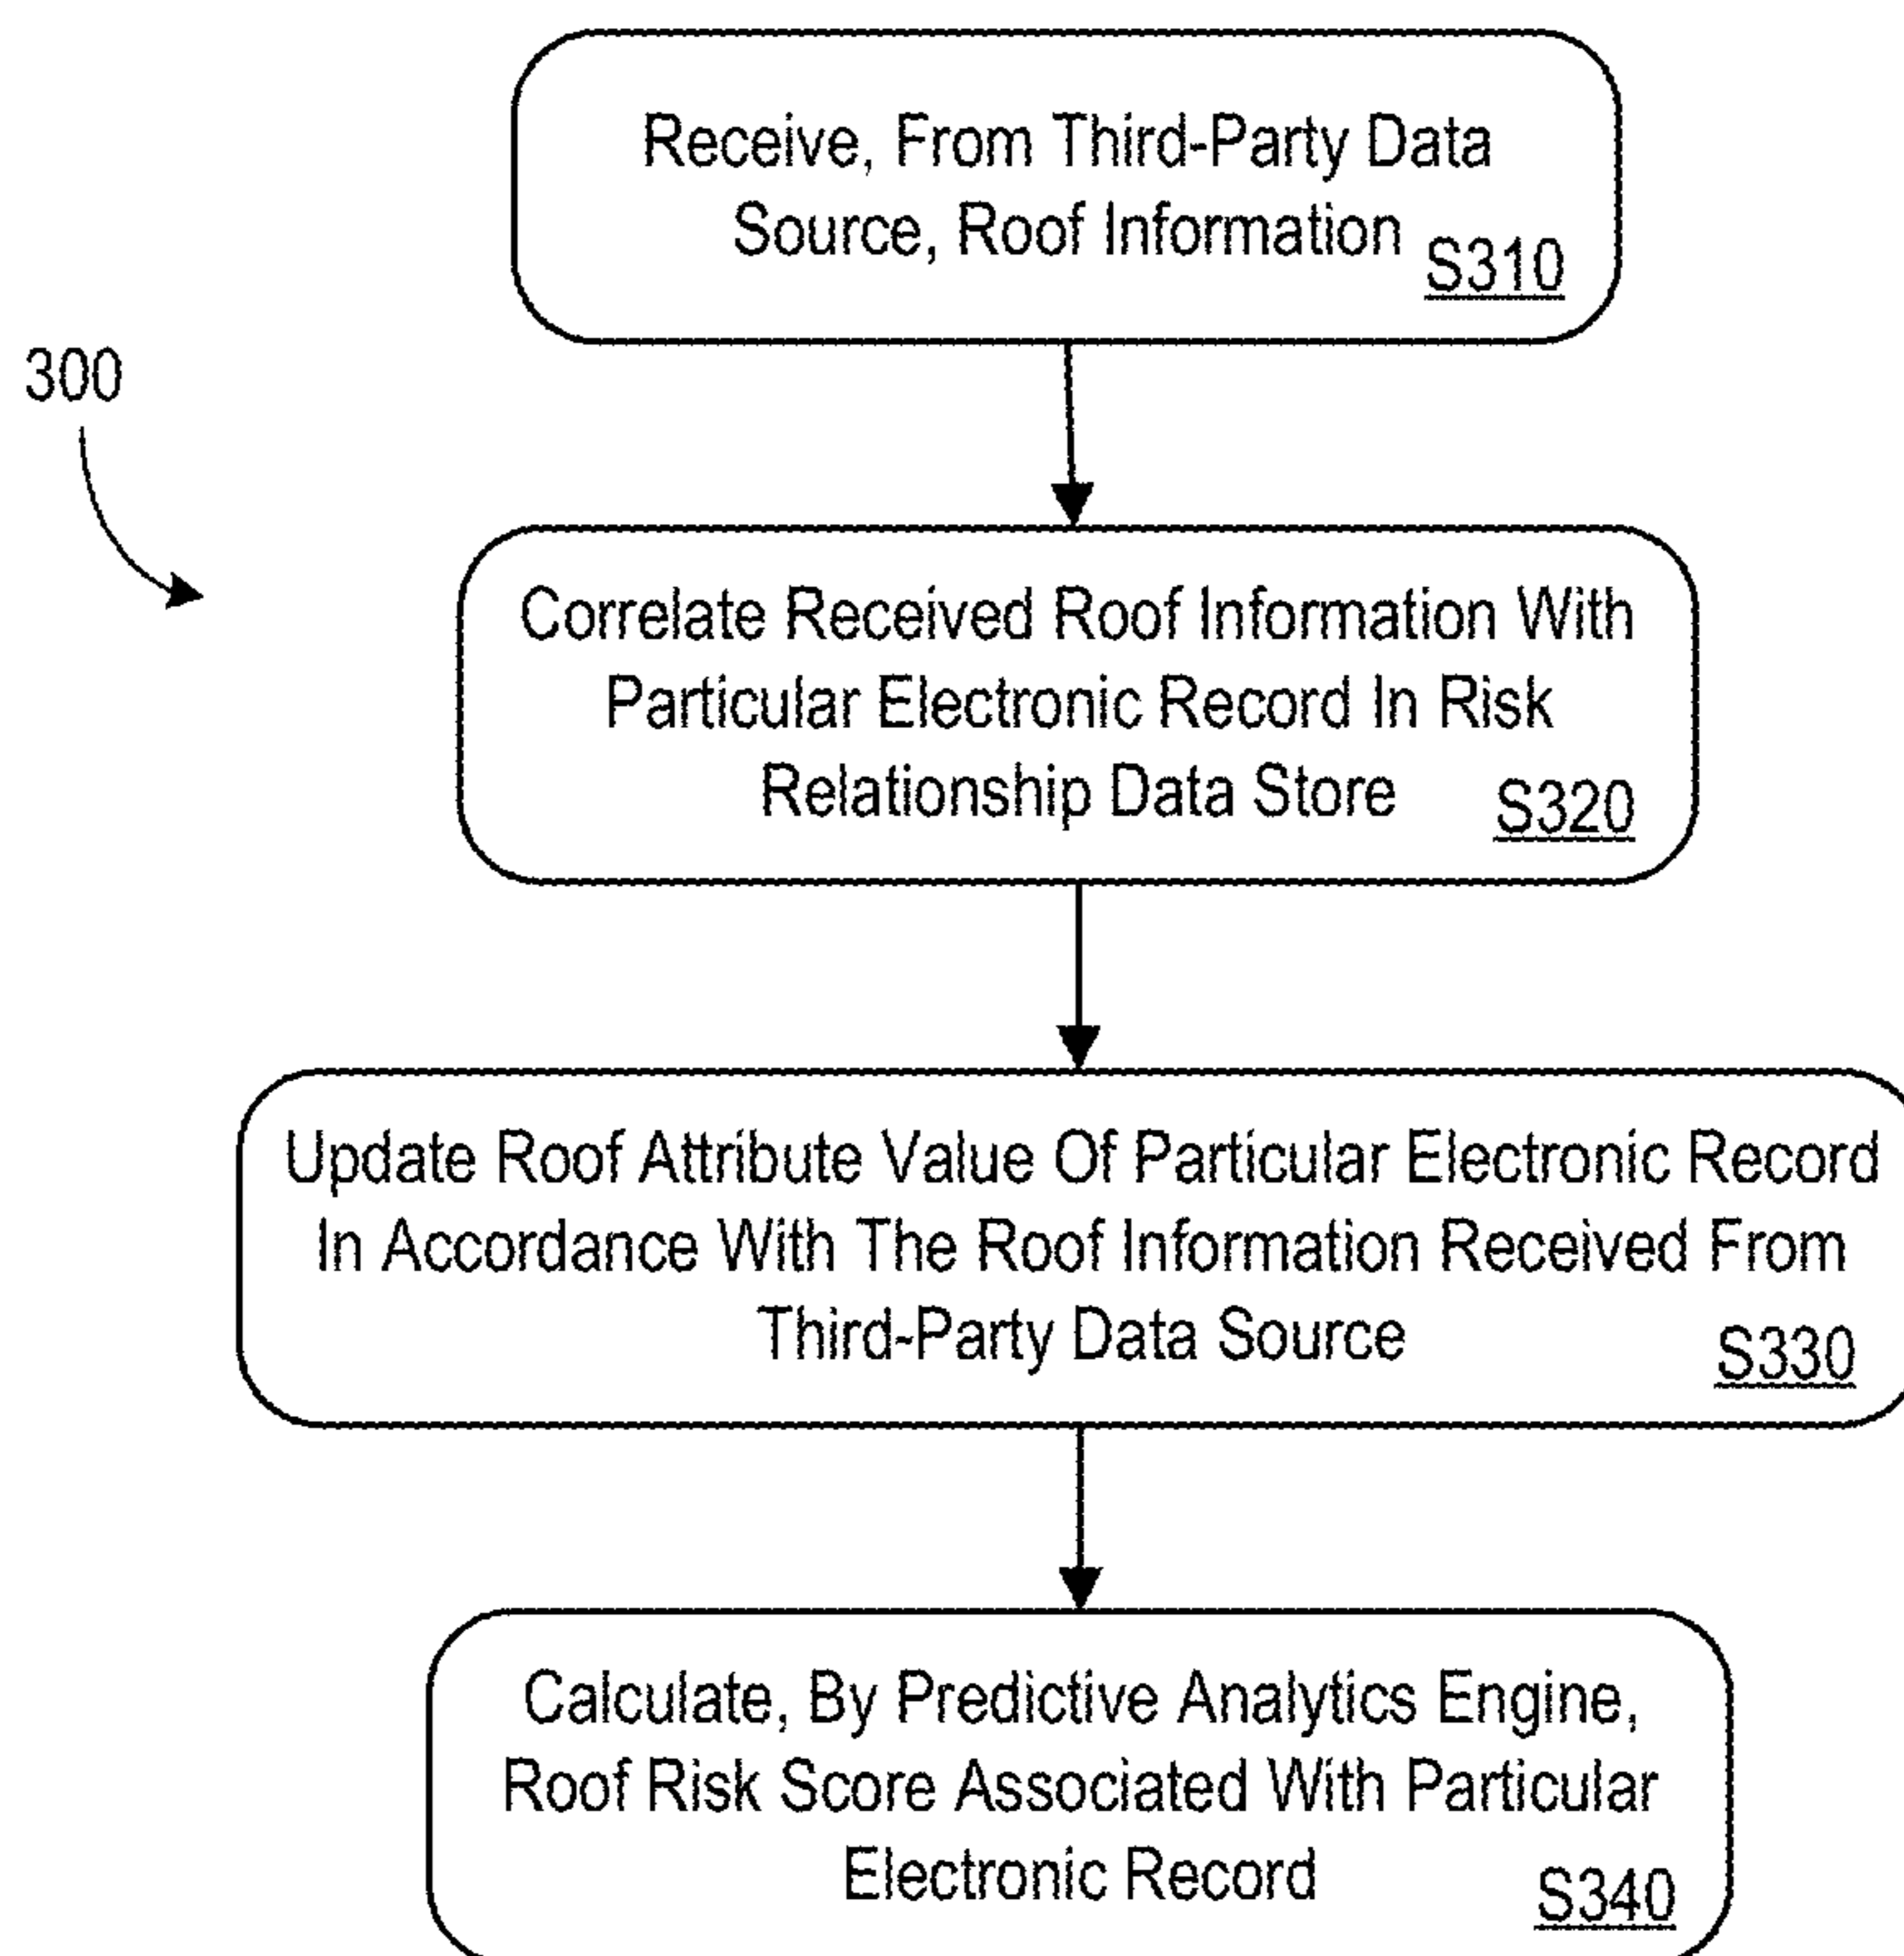 Receive, From Third-Party Data
Source, Roof Information
S310
300
Correlate Received Roof Information With
Particular Electronic Record In Risk
Relationship Data Store
S320
Update Roof Attribute Value Of Particular Electronic Record
In Accordance With The Roof Information Received From
Third-Party Data Source
S330
Calculate, By Predictive Analytics Engine,
Roof Risk Score Associated With Particular
Electronic Record
S340